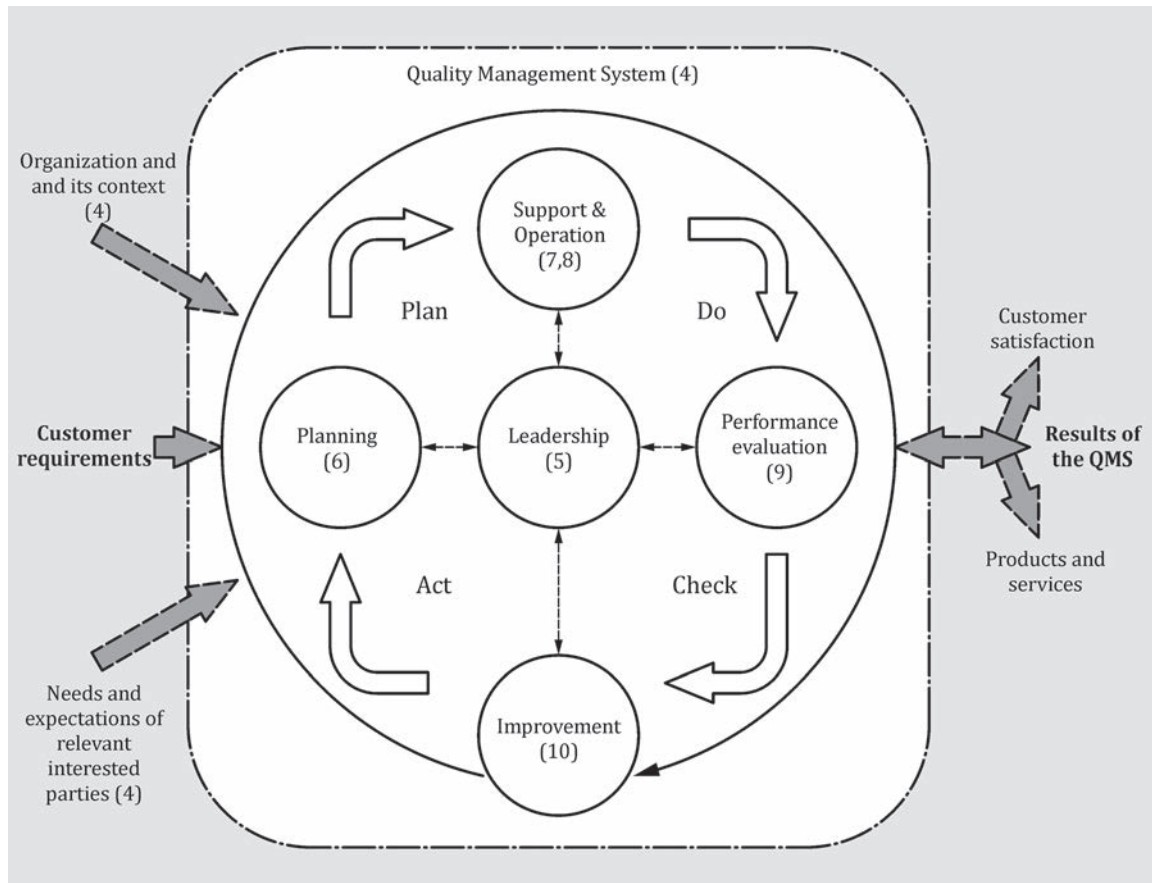 Quality Management System (4)
Organization and
and its context
(4)
Support &
Operation
(7,8)
Plan
Do
Customer
satisfaction
Customer
requirements
Planning
(6)
Leadership
(5)
Performance
evaluation
(9)
Results of
the QMS
Act
Check
Products and
services
Needs and
expectations of
relevant
interested
parties (4)
Improvement
(10)